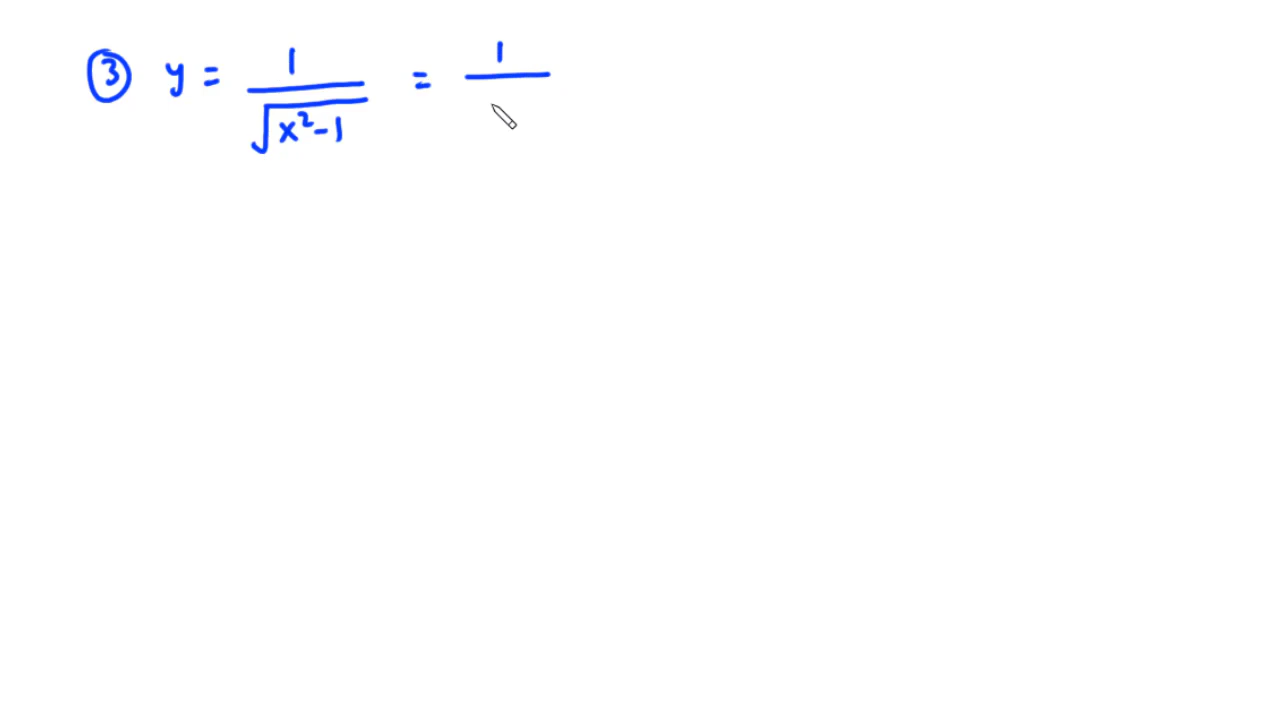 ③ y = 1/√(x²-1) = 1/